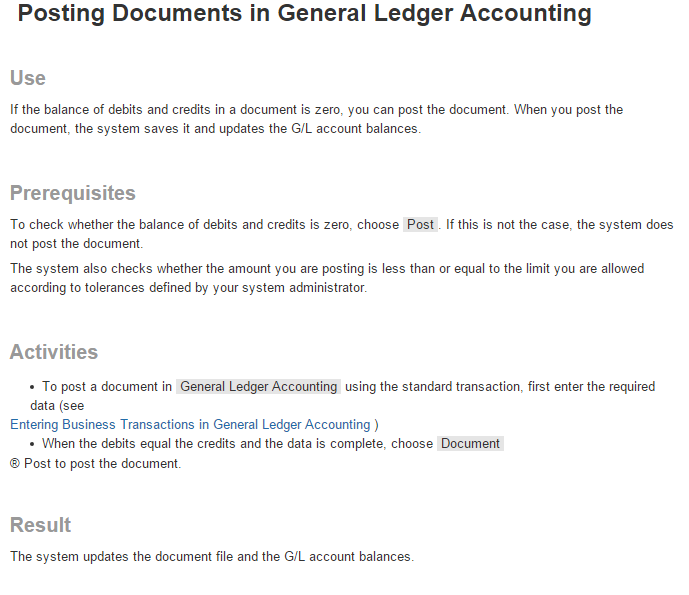 Posting Documents in General Ledger Accounting
Use
If the balance of debits and credits in a document is zero, you can post the document. When you post the
document, the system saves it and updates the G/L account balances.
Prerequisites
To check whether the balance of debits and credits is zero, choose Post . If this is not the case, the system does
not post the document.
The system also checks whether the amount you are posting is less than or equal to the limit you are allowed
according to tolerances defined by your system administrator.
Activities
• To post a document in General Ledger Accounting using the standard transaction, first enter the required
data (see
Entering Business Transactions in General Ledger Accounting )
• When the debits equal the credits and the data is complete, choose Document
® Post to post the document.
Result
The system updates the document file and the G/L account balances.